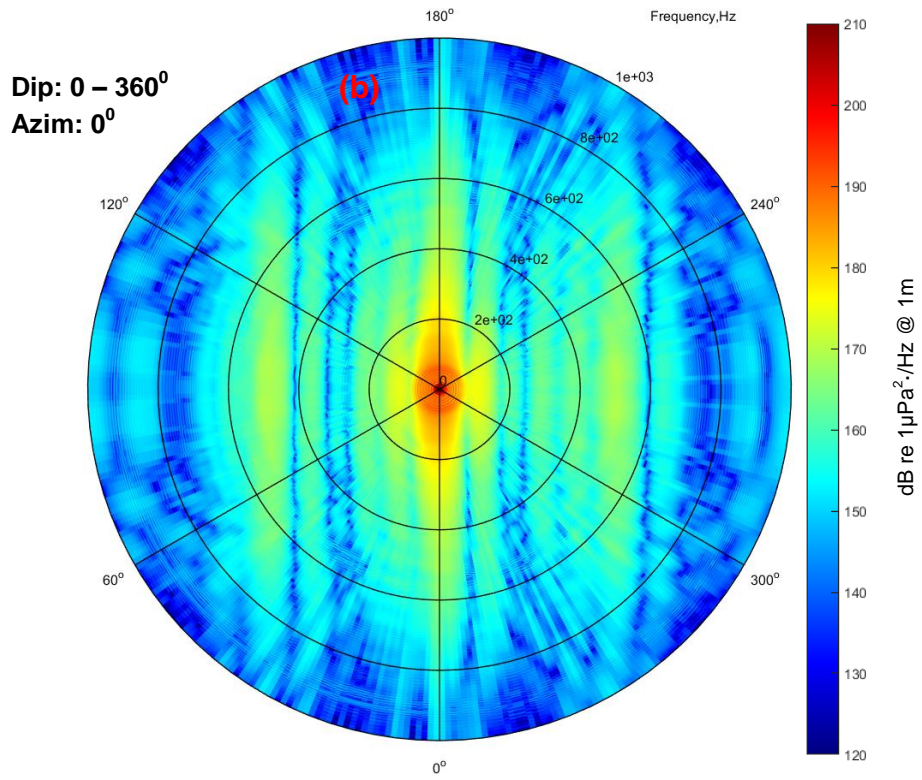 180°
Frequency,Hz
210
Dip: 0 – 360⁰
(b)
Azim: 0⁰
1e+03
200
8e+02
190
120°
6e+02
240°
4e+02
180
2e+02
170
0
dB re 1μPa²·/Hz @ 1m
160
150
60°
300°
140
130
0°
120